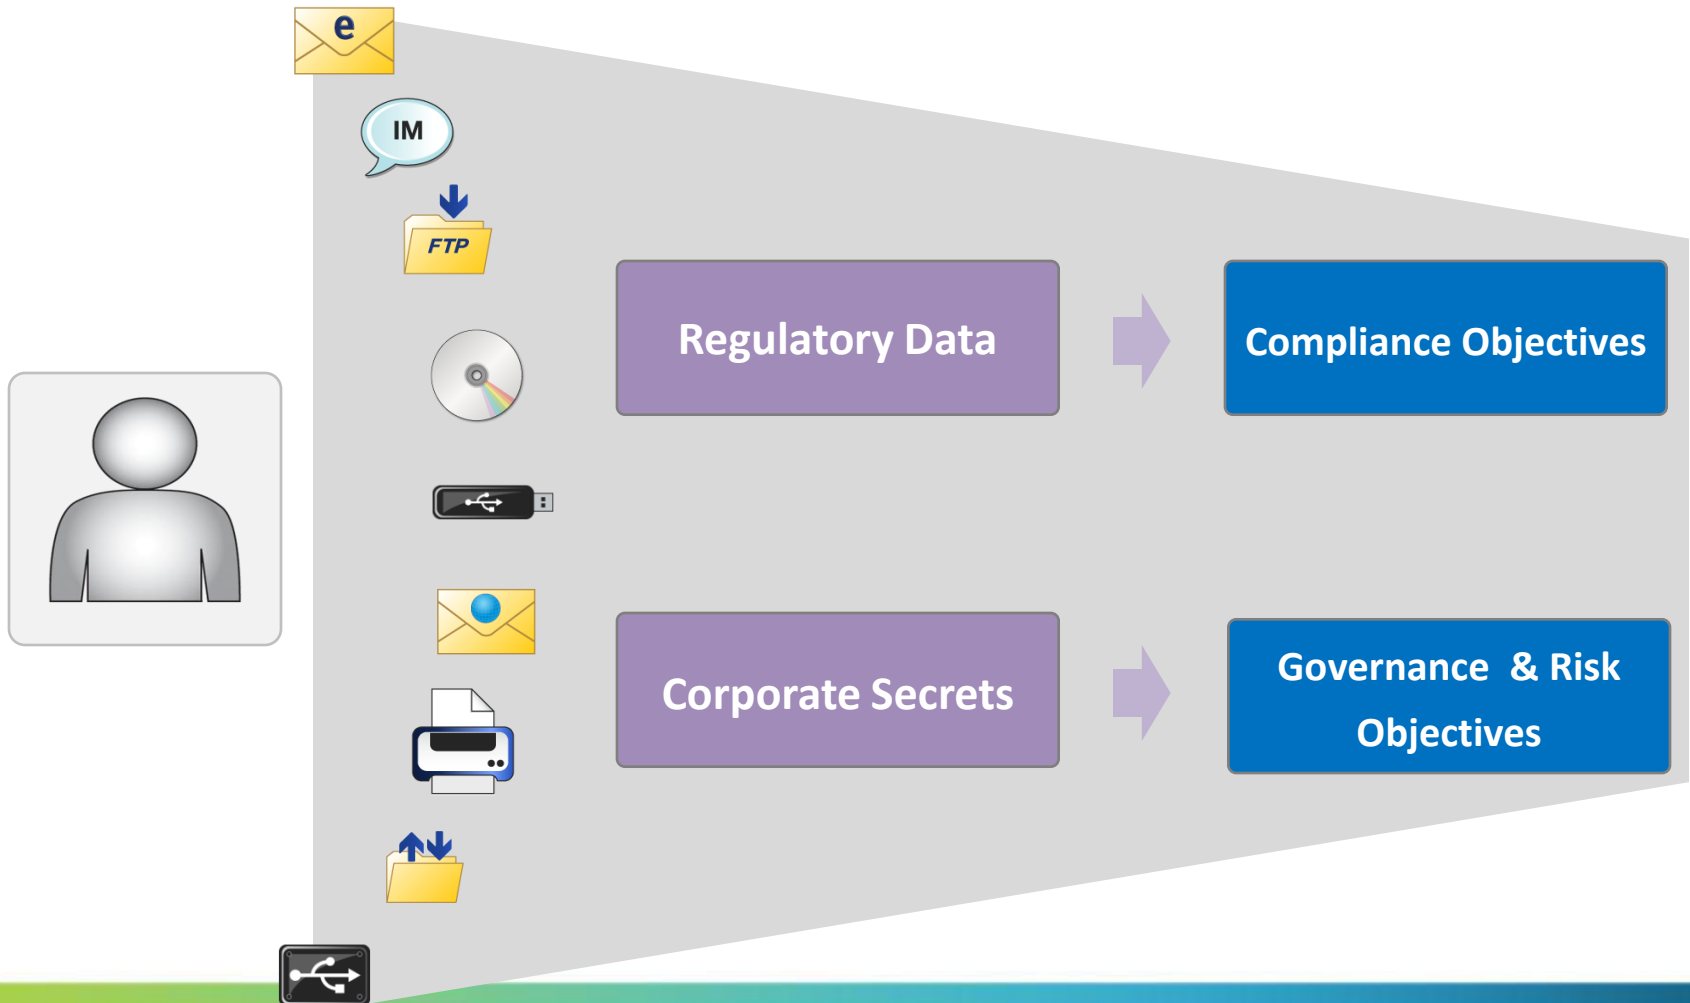 e
IM
FTP
Regulatory Data
Compliance Objectives
Corporate Secrets
Governance & Risk
Objectives